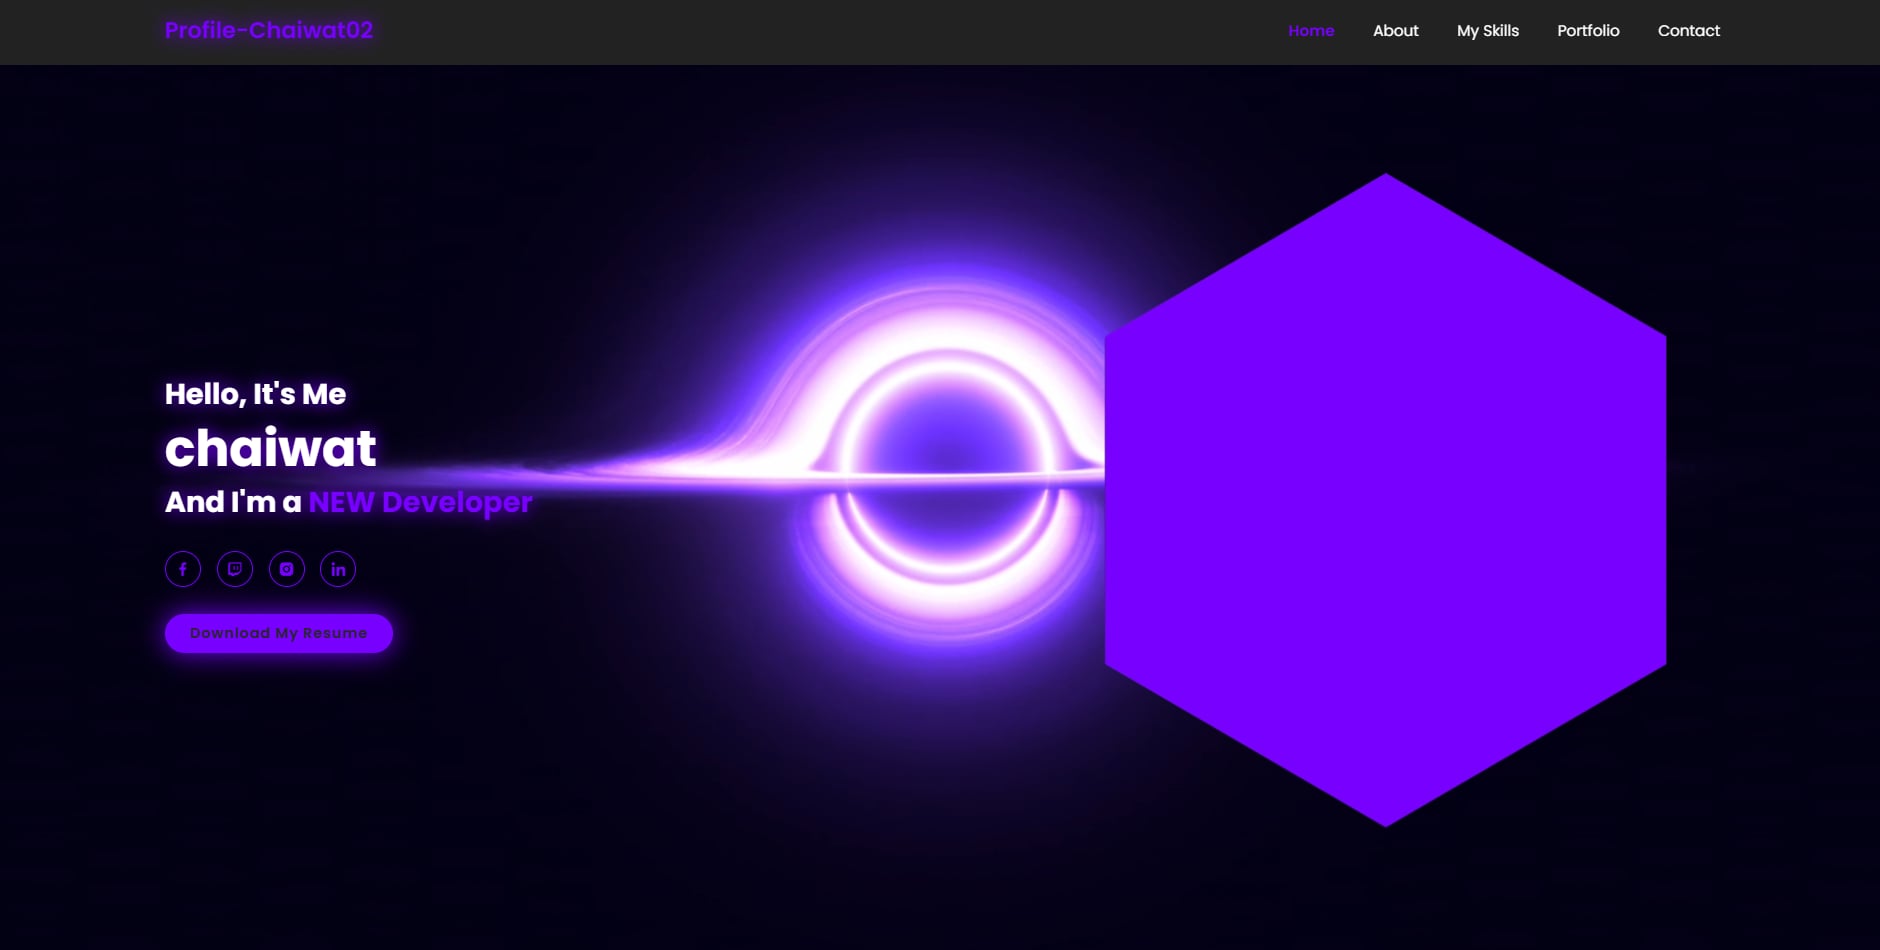 Profile-Chaiwat02
Home About My Skills Portfolio Contact
Hello, It's Me
chaiwat
And I'm a NEW Developer
Download My Resume